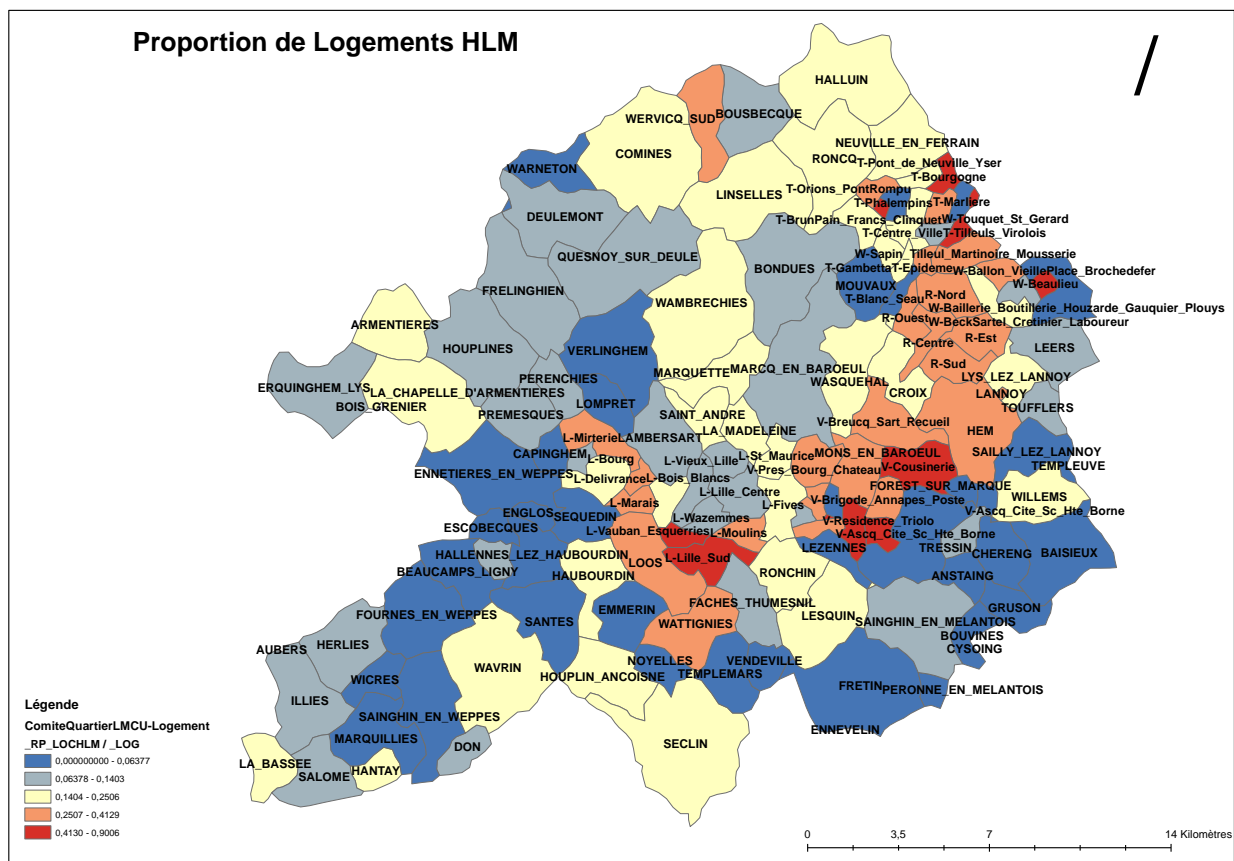 Proportion de Logements HLM
HALLUIN
BOUSBECQUE
WERVICQ_SUD
NEUVILLE_EN_FERRAIN
COMINES
RONCQ
T-Pont_de_Neuville_Yser
WARNETON
T-Bourgogne
LINSELLES
T-Orions_PontRompu
T-Phalempins
T-Marliere
DEULEMONT
T-BrunPain_Francs_Clinquet
W-Touquet_St_Gerard
T-Centre_Ville
T-Tilleuls_Virolois
QUESNOY_SUR_DEULE
W-Sapin_Tilleul_Martinoire_Mousserie
BONDUES
T-Gambetta
T-Epideme
W-Ballon_VieillePlace_Brochedefer
MOUVAUX
W-Beaulieu
FRELINGHIEN
R-Nord
T-Blanc_Seau
WAMBRECHIES
W-Baillerie_Boutillerie_Houzarde_Gauquier_Plouys
R-Ouest
W-BeckSartel_Cretinier_Laboureur
ARMENTIERES
R-Est
R-Centre
HOUPLINES
VERLINGHEM
LEERS
R-Sud
MARQUETTE
MARCQ_EN_BAROEUL
PERENCHIES
WASQUEHAL
LYS_LEZ_LANNOY
ERQUINGHEM_LYS
LA_CHAPELLE_D'ARMENTIERES
CROIX
LANNOY
BOIS_GRENIER
LOMPRET
TOUFFLERS
PREMESQUES
SAINT_ANDRE
V-Breucq_Sart_Recueil
LA_MADELEINE
HEM
L-Mirterie
LAMBERSART
SAILLY_LEZ_LANNOY
CAPINGHEM
L-Bourg
L-Vieux_Lille
L-St_Maurice
MONS_EN_BAROEUL
TEMPLEUVE
ENNETIERES_EN_WEPPES
V-Pres_Bourg_Chateau
V-Cousinerie
L-Delivrance
L-Bois_Blancs
FOREST_SUR_MARQUE
L-Lille_Centre
WILLEMS
L-Marais
L-Fives
V-Brigode_Annapes_Poste
V-Ascq_Cite_Sc_Hte_Borne
ENGLOS
SEQUEDIN
L-Wazemmes
V-Residence_Triolo
ESCOBECQUES
L-Vauban_Esquerries
L-Moulins
V-Ascq_Cite_Sc_Hte_Borne
LEZENNES
TRESSIN
HALLENNES_LEZ_HAUBOURDIN
CHERENG
BAISIEUX
LOOS
L-Lille_Sud
BEAUCAMPS_LIGNY
HAUBOURDIN
RONCHIN
ANSTAING
FACHES_THUMESNIL
GRUSON
FOURNES_EN_WEPPES
EMMERIN
LESQUIN
SANTES
WATTIGNIES
SAINGHIN_EN_MELANTOIS
BOUVINES
HERLIES
AUBERS
CYSOING
NOYELLES
VENDEVILLE
WAVRIN
HOUPLIN_ANCOISNE
TEMPLEMARS
WICRES
FRETIN
PERONNE_EN_MELANTOIS
ILLIES
SAINGHIN_EN_WEPPES
ENNEVELIN
MARQUILLIES
DON
SECLIN
LA_BASSEE
HANTAY
SALOME
Légende
ComiteQuartierLMCU-Logement
_RP_LOCHLM / _LOG
0,000000000 - 0,06377
0,06378 - 0,1403
0,1404 - 0,2506
0,2507 - 0,4129
0,4130 - 0,9006
0 3,5 7 14 Kilomètres